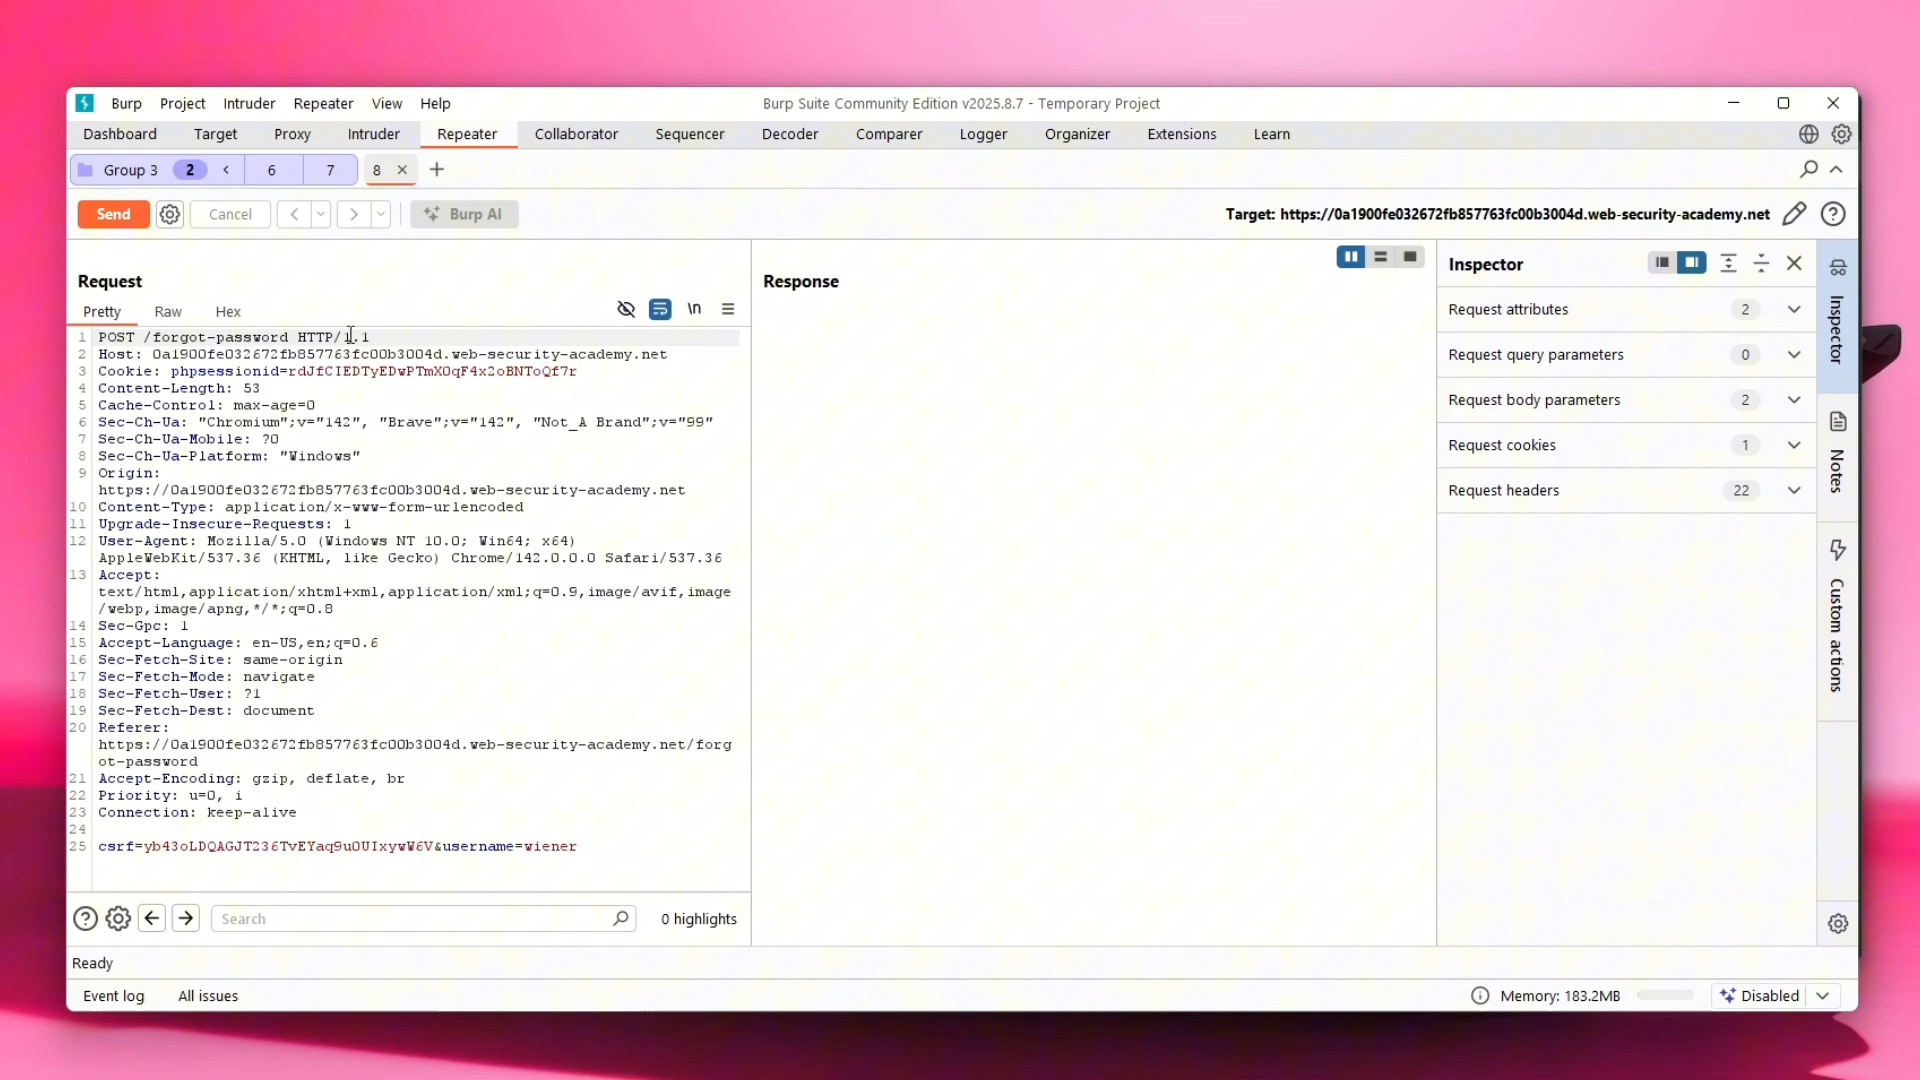 Burp Project Intruder Repeater View Help
Burp Suite Community Edition v2025.8.7 - Temporary Project
Dashboard Target Proxy Intruder Repeater Collaborator Sequencer Decoder Comparer Logger Organizer Extensions Learn
Group 3 2 6 7 8
Send Cancel Burp AI
Target: https://0a1900fe032672fb857763fc00b3004d.web-security-academy.net
Request
Pretty Raw Hex
\n
1 POST /forgot-password HTTP/1.1
2 Host: 0a1900fe032672fb857763fc00b3004d.web-security-academy.net
3 Cookie: phpsessionid=rdJfCIEDTyEDwPTmX0qF4x2oBNToQf7r
4 Content-Length: 53
5 Cache-Control: max-age=0
6 Sec-Ch-Ua: "Chromium";v="142", "Brave";v="142", "Not_A Brand";v="99"
7 Sec-Ch-Ua-Mobile: ?0
8 Sec-Ch-Ua-Platform: "Windows"
9 Origin:
https://0a1900fe032672fb857763fc00b3004d.web-security-academy.net
10 Content-Type: application/x-www-form-urlencoded
11 Upgrade-Insecure-Requests: 1
12 User-Agent: Mozilla/5.0 (Windows NT 10.0; Win64; x64)
AppleWebKit/537.36 (KHTML, like Gecko) Chrome/142.0.0.0 Safari/537.36
13 Accept:
text/html,application/xhtml+xml,application/xml;q=0.9,image/avif,image
/webp,image/apng,*/*;q=0.8
14 Sec-Gpc: 1
15 Accept-Language: en-US,en;q=0.6
16 Sec-Fetch-Site: same-origin
17 Sec-Fetch-Mode: navigate
18 Sec-Fetch-User: ?1
19 Sec-Fetch-Dest: document
20 Referer:
https://0a1900fe032672fb857763fc00b3004d.web-security-academy.net/forg
ot-password
21 Accept-Encoding: gzip, deflate, br
22 Priority: u=0, i
23 Connection: keep-alive
24
25 csrf=yb43oLDQAGJT236TvEYaq9u0UIxywW6V&username=wiener
Search
0 highlights
Response
Inspector
Request attributes 2
Request query parameters 0
Request body parameters 2
Request cookies 1
Request headers 22
Inspector
Notes
Custom actions
Ready
Event log All issues
Memory: 183.2MB
Disabled